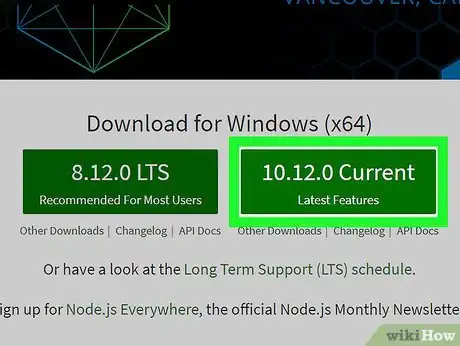 VANCOUVER, CA
Download for Windows (x64)
8.12.0 LTS
Recommended For Most Users
10.12.0 Current
Latest Features
Other Downloads | Changelog | API Docs
Other Downloads | Changelog | API Docs
Or have a look at the Long Term Support (LTS) schedule.
ign up for Node.js Everywhere, the official Node.js Monthly Newslette
wikiHow